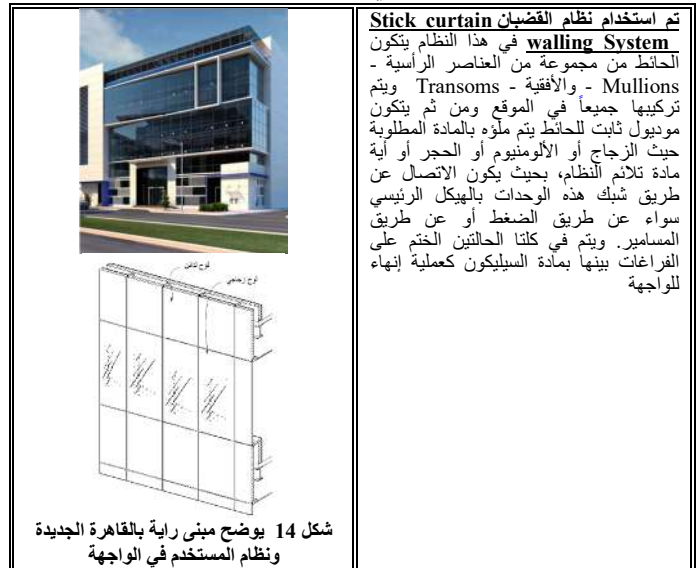 تم استخدام نظام القضبان Stick curtain
walling System في هذا النظام يتكون
الحائط من مجموعة من العناصر الرأسية -
Mullions - والأفقية - Transoms ويتم
تركيبها جميعاً في الموقع ومن ثم يتكون
موديول ثابت للحائط يتم ملؤه بالمادة المطلوبة
حيث الزجاج أو الألومنيوم أو الحجر أو أية
مادة تلائم النظام، بحيث يكون الاتصال عن
طريق شبك هذه الوحدات بالهيكل الرئيسي
سواء عن طريق الضغط أو عن طريق
المسامير. ويتم في كلتا الحالتين الختم على
الفراغات بينها بمادة السيليكون كعملية إنهاء
للواجهة
لوح زجاجي
شكل 14 يوضح مبنى راية بالقاهرة الجديدة
ونظام المستخدم في الواجهة